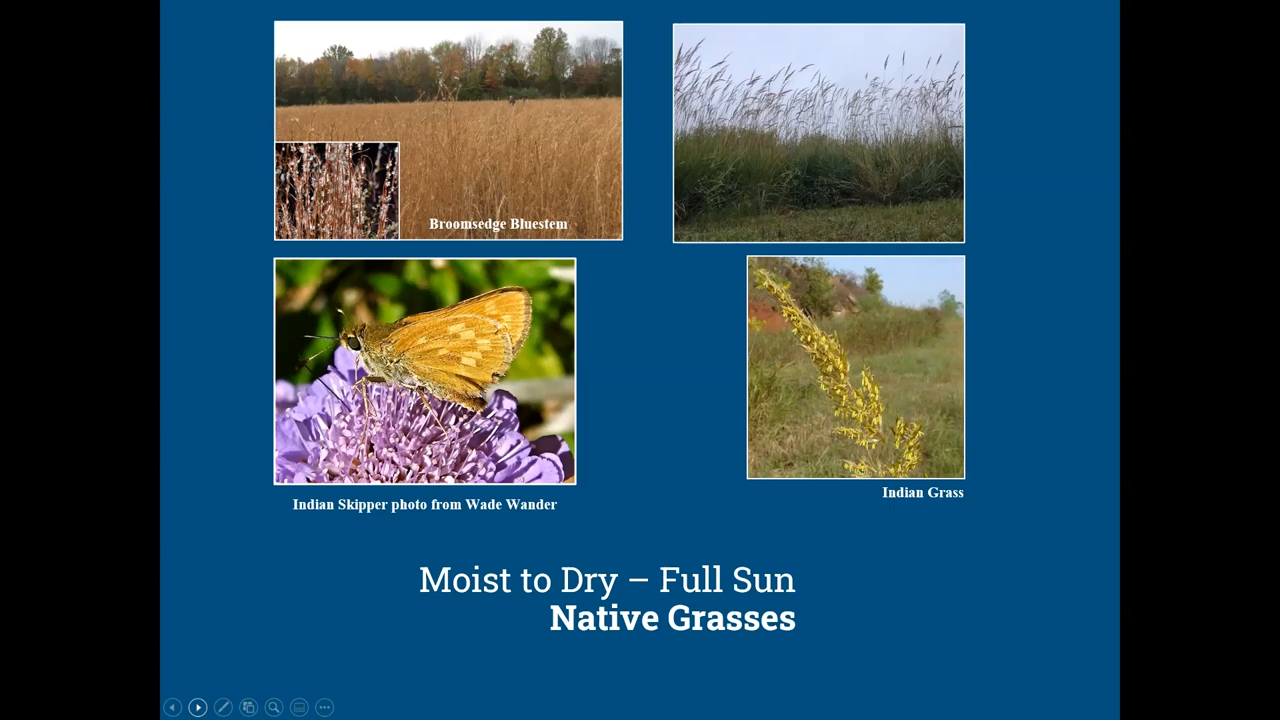 Broomsedge Bluestem
Indian Skipper photo from Wade Wander
Indian Grass
Moist to Dry – Full Sun
Native Grasses